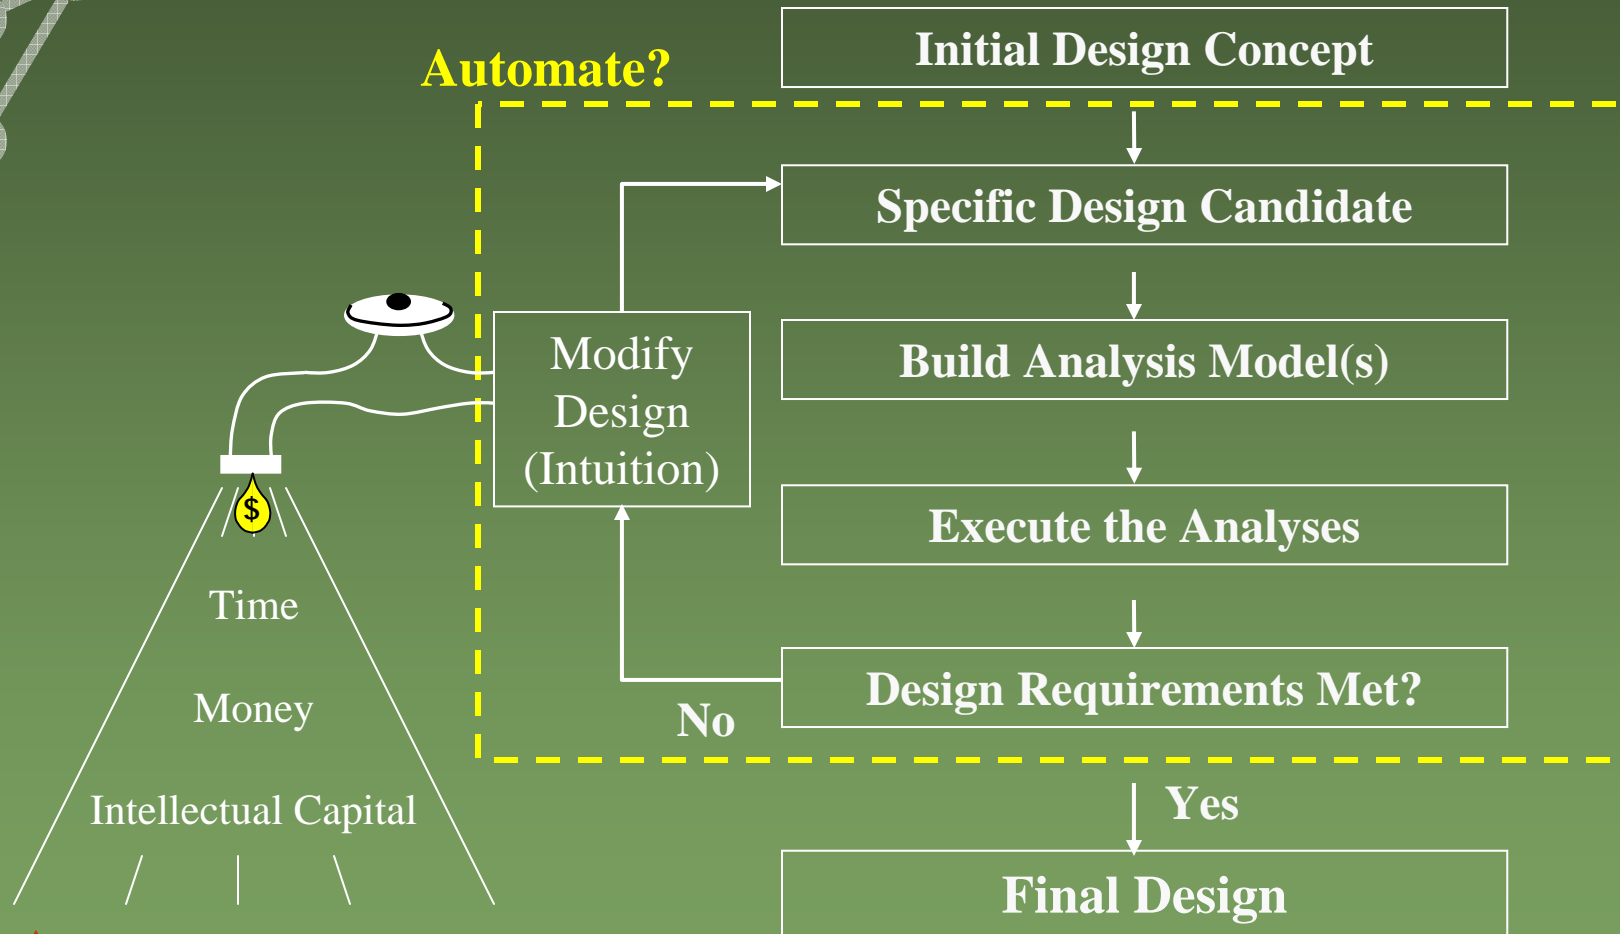 Initial Design Concept
Automate?
Specific Design Candidate
Modify
Design
(Intuition)
Build Analysis Model(s)
Execute the Analyses
$
Time
Design Requirements Met?
No
Money
Yes
Intellectual Capital
Final Design